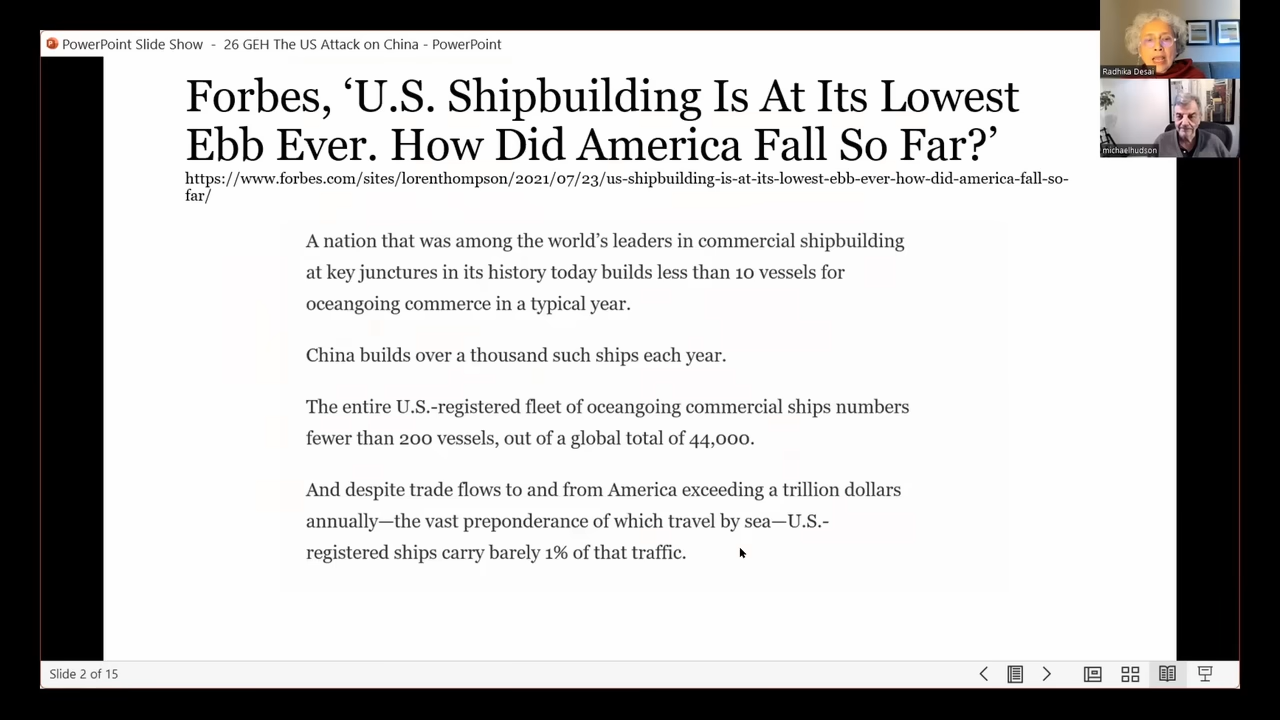 PowerPoint Slide Show - 26 GEH The US Attack on China - PowerPoint
Radhika Desai
michaelhudson
Forbes, ‘U.S. Shipbuilding Is At Its Lowest
Ebb Ever. How Did America Fall So Far?’
https://www.forbes.com/sites/lorenthompson/2021/07/23/us-shipbuilding-is-at-its-lowest-ebb-ever-how-did-america-fall-so-
far/
A nation that was among the world’s leaders in commercial shipbuilding
at key junctures in its history today builds less than 10 vessels for
oceangoing commerce in a typical year.
China builds over a thousand such ships each year.
The entire U.S.-registered fleet of oceangoing commercial ships numbers
fewer than 200 vessels, out of a global total of 44,000.
And despite trade flows to and from America exceeding a trillion dollars
annually—the vast preponderance of which travel by sea—U.S.-
registered ships carry barely 1% of that traffic.
Slide 2 of 15